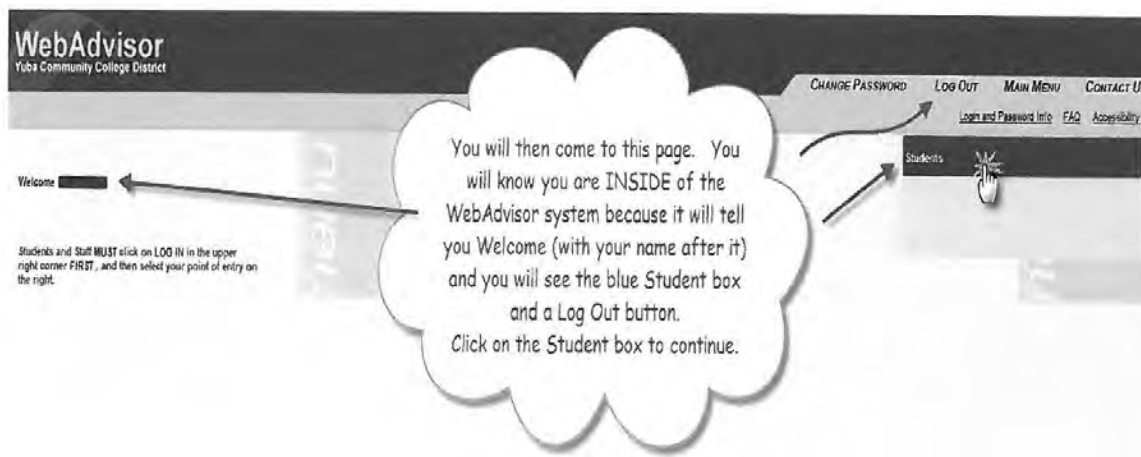 WebAdvisor
Yuba Community College District
CHANGE PASSWORD LOG OUT MAIN MENU CONTACT U
Login and Password Info FAQ Accessibility
Students
Welcome
Students and Staff MUST click on LOG IN in the upper
right corner FIRST, and then select your point of entry on
the right.
You will then come to this page. You
will know you are INSIDE of the
WebAdvisor system because it will tell
you Welcome (with your name after it)
and you will see the blue Student box
and a Log Out button.
Click on the Student box to continue.